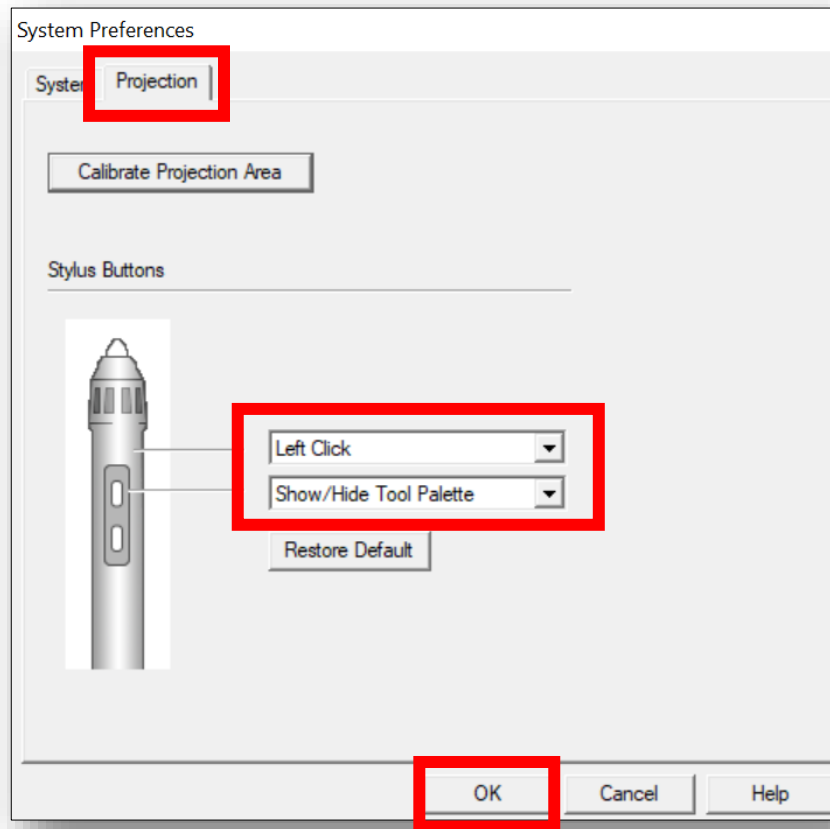 System Preferences
System Projection
Calibrate Projection Area
Stylus Buttons
Left Click
Show/Hide Tool Palette
Restore Default
OK Cancel Help